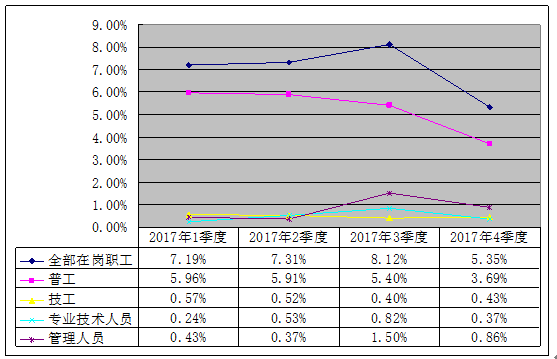 9.00%
8.00%
7.00%
6.00%
5.00%
4.00%
3.00%
2.00%
1.00%
0.00%
2017年1季度 2017年2季度 2017年3季度 2017年4季度
全部在岗职工 7.19% 7.31% 8.12% 5.35%
普工 5.96% 5.91% 5.40% 3.69%
技工 0.57% 0.52% 0.40% 0.43%
专业技术人员 0.24% 0.53% 0.82% 0.37%
管理人员 0.43% 0.37% 1.50% 0.86%